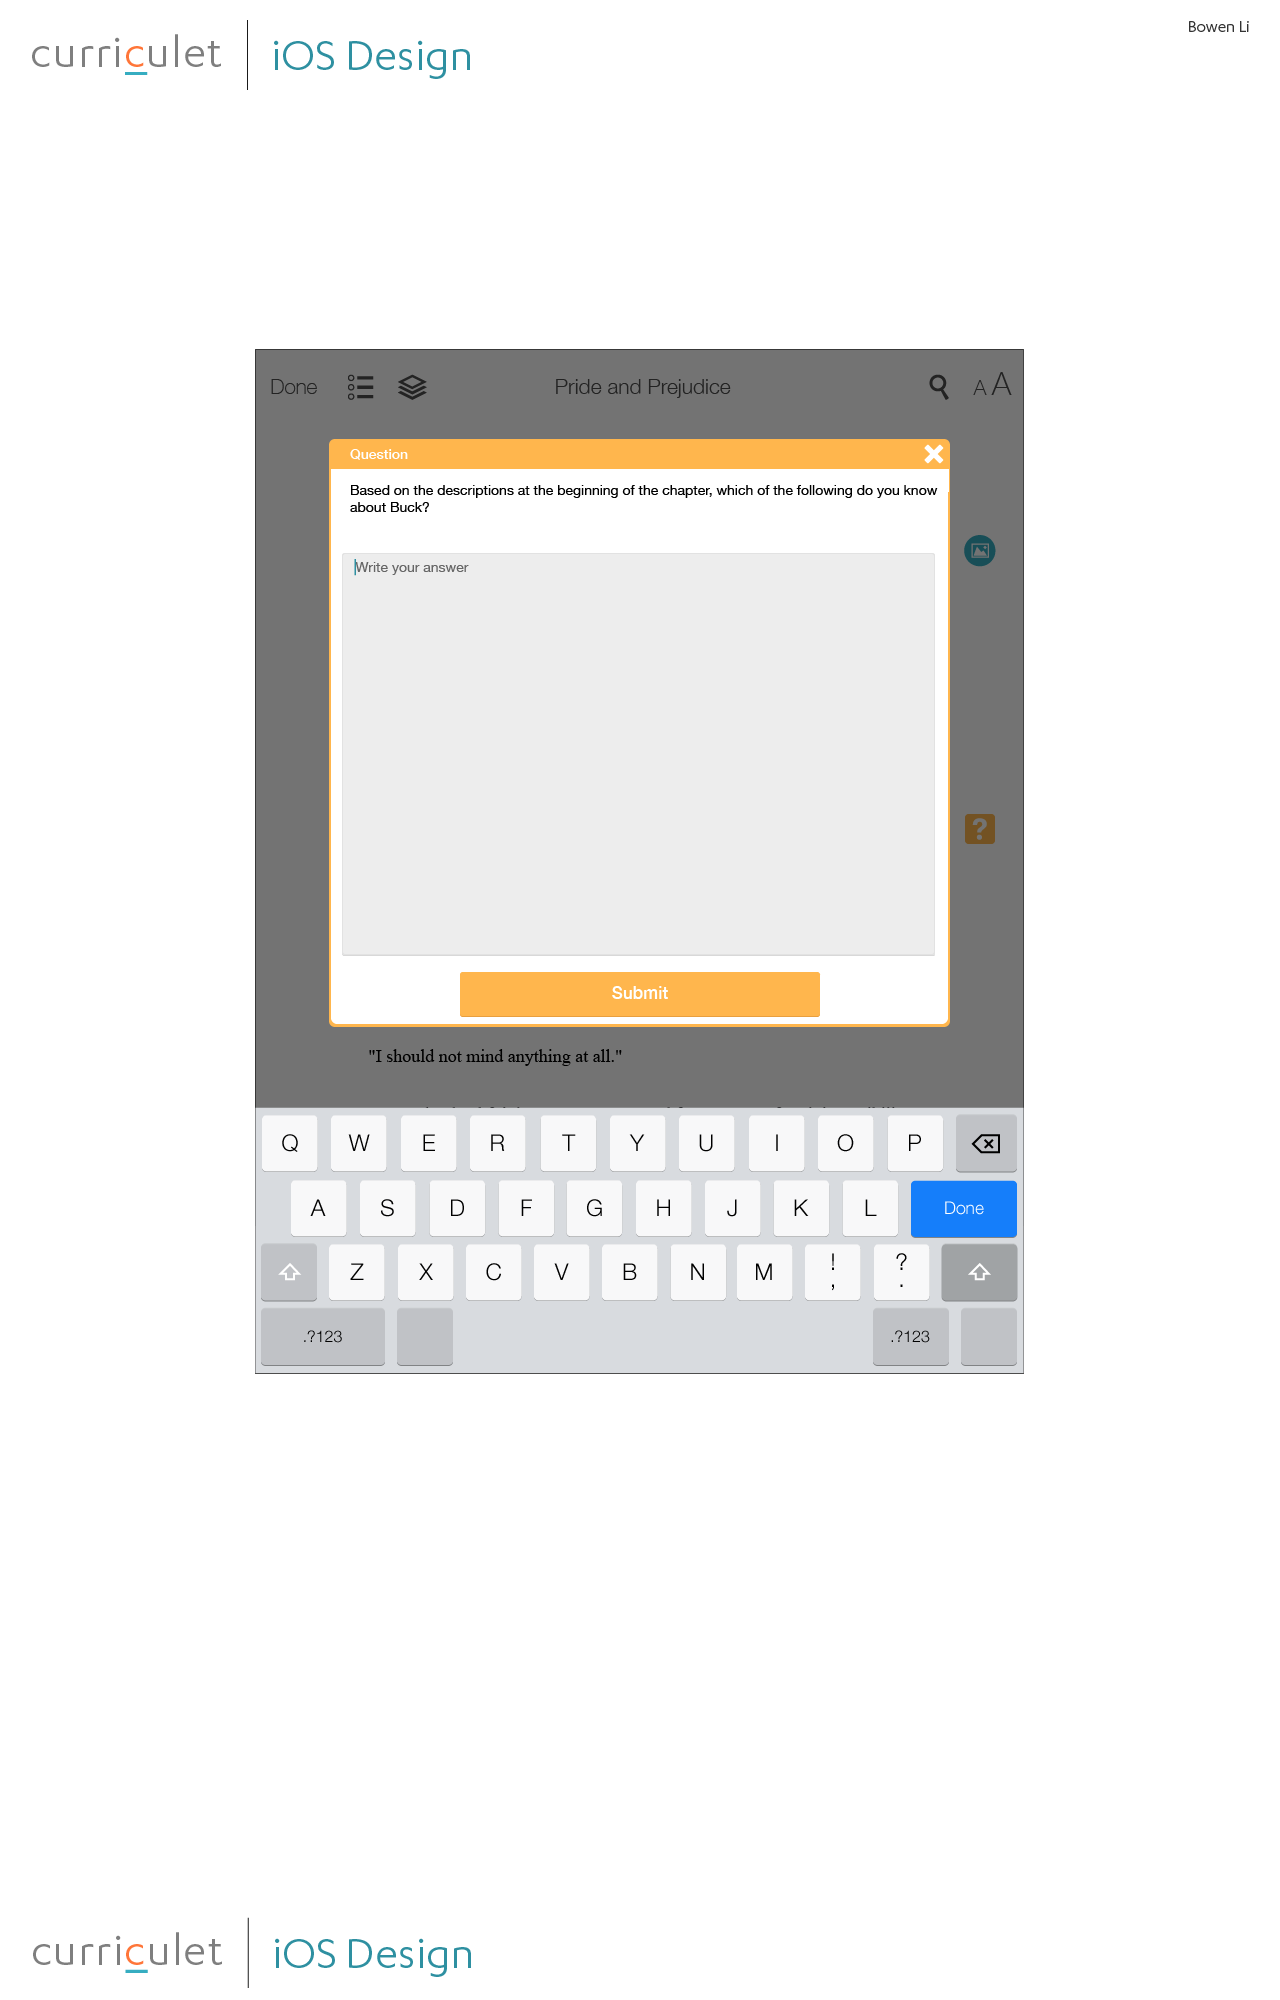 curriculet
iOS Design
Bowen Li
Done
Pride and Prejudice
A A
Question
Based on the descriptions at the beginning of the chapter, which of the following do you know
about Buck?
Write your answer
?
Submit
"I should not mind anything at all."
Q W E R T Y U I O P
A S D F G H J K L Done
Z X C V B N M ! , ? .
.?123 .?123
curriculet
iOS Design